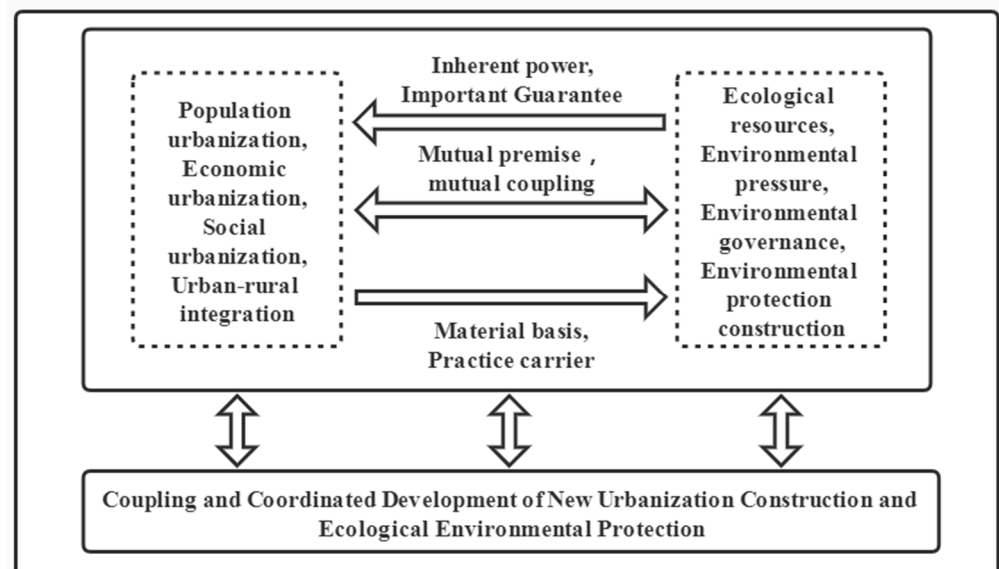 Population
urbanization,
Economic
urbanization,
Social
urbanization,
Urban-rural
integration
Inherent power,
Important Guarantee
Mutual premise ,
mutual coupling
Material basis,
Practice carrier
Ecological
resources,
Environmental
pressure,
Environmental
governance,
Environmental
protection
construction
Coupling and Coordinated Development of New Urbanization Construction and
Ecological Environmental Protection